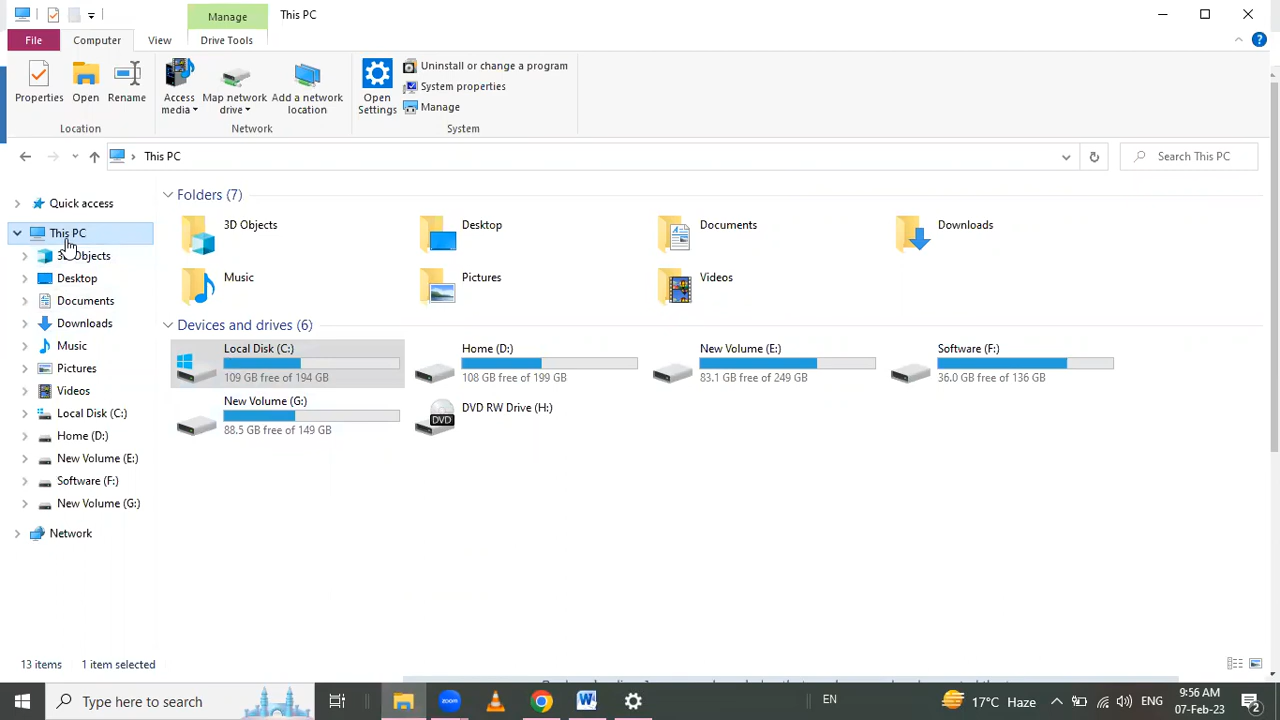 Manage
This PC
File
Computer
View
Drive Tools
Properties
Open
Rename
Access media
Map network drive
Add a network location
Open Settings
Uninstall or change a program
System properties
Manage
Location
Network
System
This PC
Search This PC
Quick access
This PC
3D Objects
Desktop
Documents
Downloads
Music
Pictures
Videos
Local Disk (C:)
Home (D:)
New Volume (E:)
Software (F:)
New Volume (G:)
Network
Folders (7)
3D Objects
Desktop
Documents
Downloads
Music
Pictures
Videos
Devices and drives (6)
Local Disk (C:)
109 GB free of 194 GB
Home (D:)
108 GB free of 199 GB
New Volume (E:)
83.1 GB free of 249 GB
Software (F:)
36.0 GB free of 136 GB
New Volume (G:)
88.5 GB free of 149 GB
DVD RW Drive (H:)
DVD
13 items
1 item selected
Type here to search
zoom
W
EN
17°C Haze
ENG
9:56 AM
07-Feb-23
2